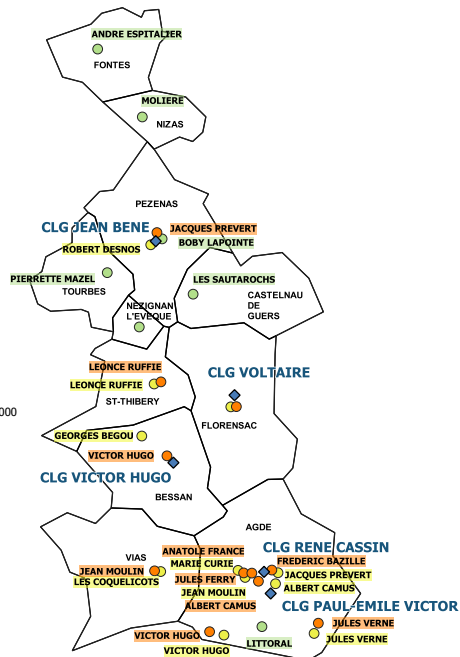 ANDRE ESPITALIER
FONTES
MOLIERE
NIZAS
PEZENAS
CLG JEAN BENE
JACQUES PREVERT
ROBERT DESNOS
BOBY LAPOINTE
PIERRETTE MAZEL
TOURBES
LES SAUTAROCHS
CASTELNAU
DE
GUERS
NEZIGNAN
L'EVEQUE
LEONCE RUFFIE
LEONCE RUFFIE
ST-THIBERY
CLG VOLTAIRE
000
FLORENSAC
GEORGES BEGOU
VICTOR HUGO
CLG VICTOR HUGO
BESSAN
AGDE
VIAS
ANATOLE FRANCE
CLG RENE CASSIN
MARIE CURIE
FREDERIC BAZILLE
JEAN MOULIN
JULES FERRY
JACQUES PREVERT
LES COQUELICOTS
JEAN MOULIN
ALBERT CAMUS
ALBERT CAMUS
CLG PAUL-EMILE VICTOR
JULES VERNE
VICTOR HUGO
JULES VERNE
LITTORAL
VICTOR HUGO